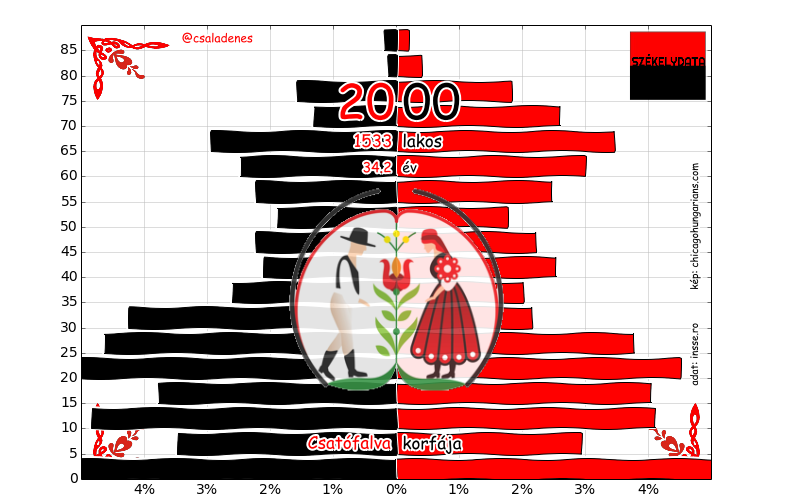 @csaladenes
SZÉKELYDATA
2000
1533 lakos
34.2 év
kép: chicagohungarians.com
adat: insse.ro
Csatófalva korfája
85
80
75
70
65
60
55
50
45
40
35
30
25
20
15
10
5
0
4% 3% 2% 1% 0% 1% 2% 3% 4%